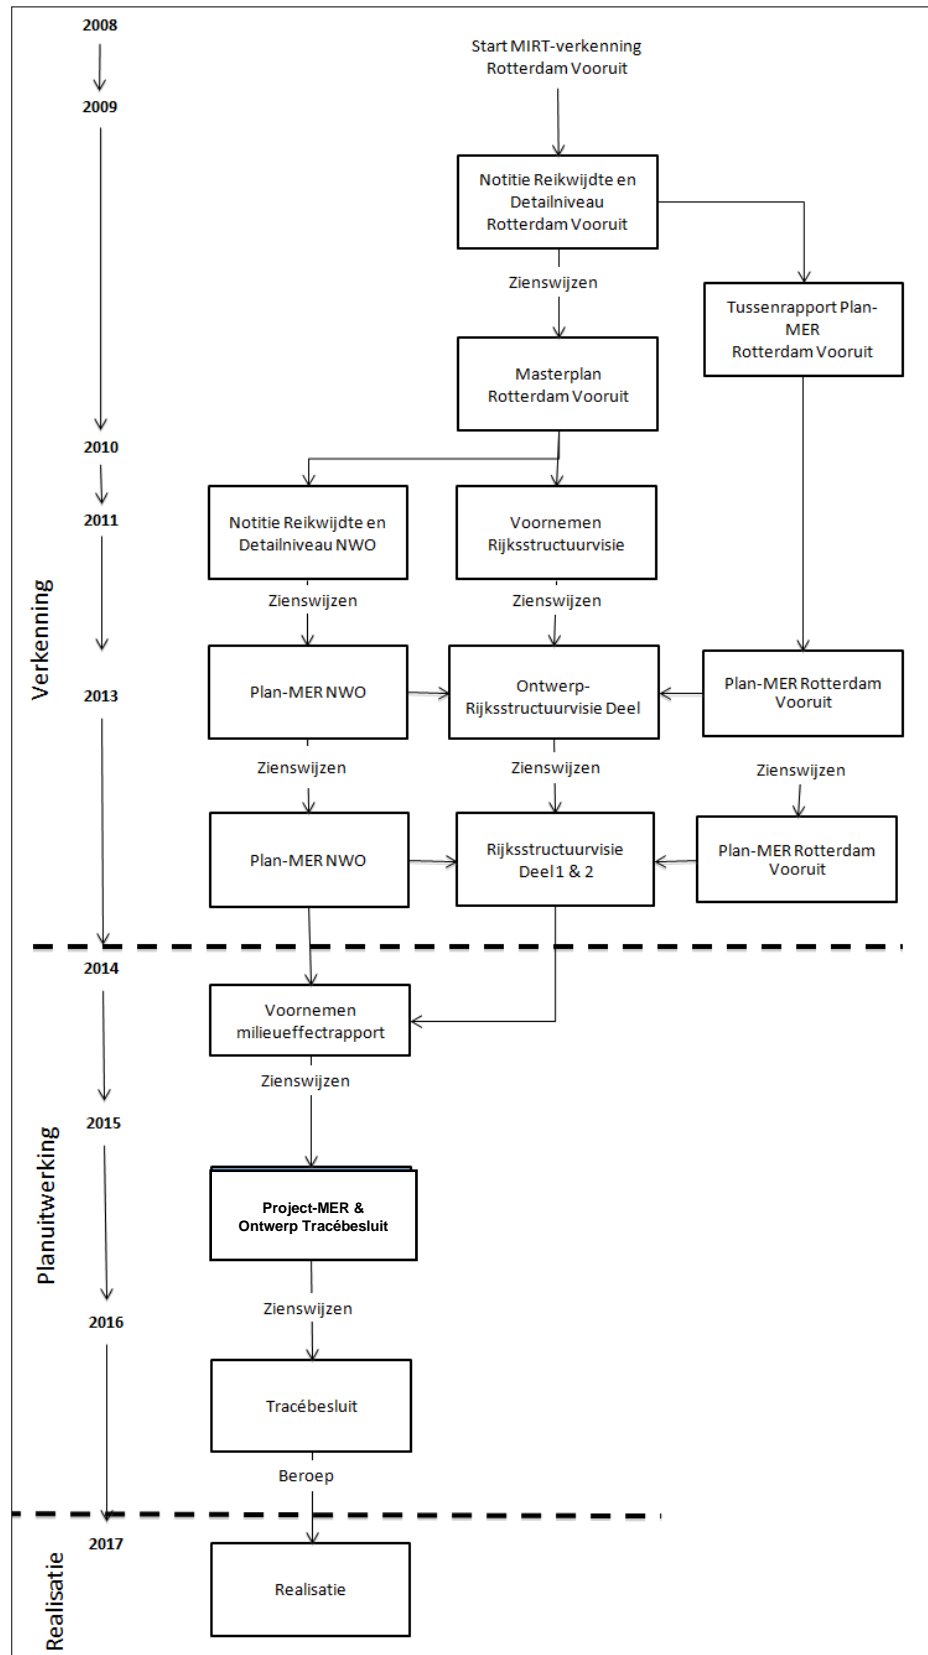 2008
Start MIRT-verkenning
Rotterdam Vooruit
2009
Notitie Reikwijdte en
Detailniveau
Rotterdam Vooruit
Zienswijzen
Tussenrapport Plan-
MER
Rotterdam Vooruit
Masterplan
Rotterdam Vooruit
2010
2011
Notitie Reikwijdte en
Detailniveau NWO
Voornemen
Rijksstructuurvisie
Zienswijzen
Zienswijzen
Verkenning
2013
Plan-MER NWO
Ontwerp-
Rijksstructuurvisie Deel
Plan-MER Rotterdam
Vooruit
Zienswijzen
Zienswijzen
Zienswijzen
Plan-MER NWO
Rijksstructuurvisie
Deel 1 & 2
Plan-MER Rotterdam
Vooruit
2014
Voornemen
milieueffectrapport
Zienswijzen
2015
Planuitwerking
Project-MER &
Ontwerp Tracébesluit
Zienswijzen
2016
Tracébesluit
Beroep
2017
Realisatie
Realisatie